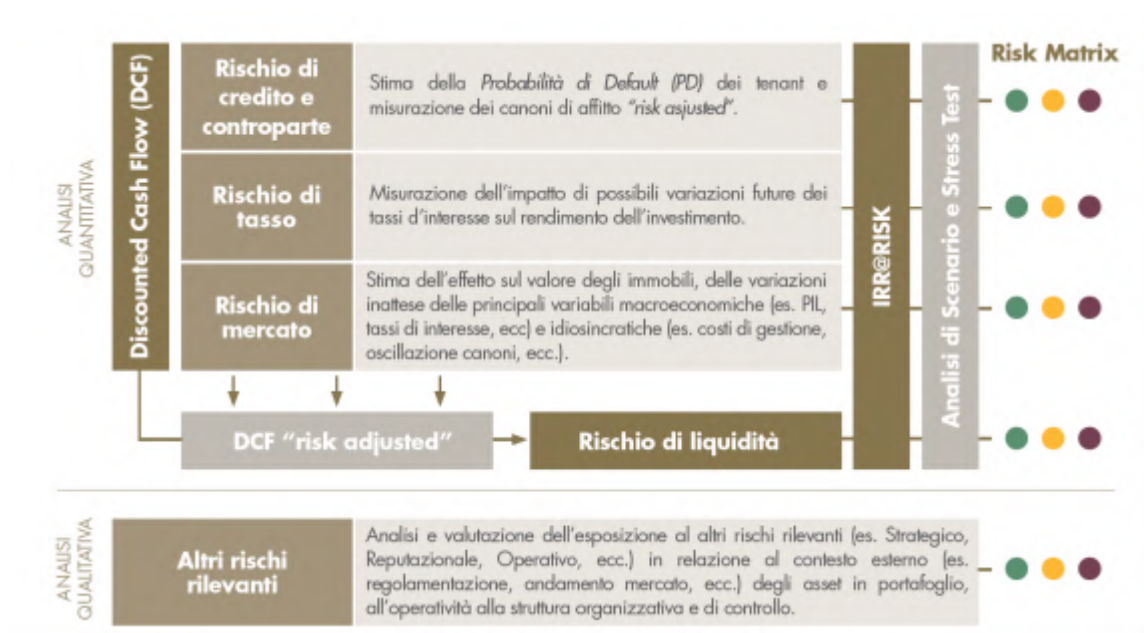 Risk Matrix
ANALISI
QUANTITATIVA
Discounted Cash Flow (DCF)
Rischio di
credito e
controparte
Stima della Probabilità di Default (PD) dei tenant e
misurazione dei canoni di affitto “risk asjusted”.
Rischio di
tasso
Misurazione dell’impatto di possibili variazioni future dei
tassi d’interesse sul rendimento dell’investimento.
Rischio di
mercato
Stima dell’effetto sul valore degli immobili, delle variazioni
inattese delle principali variabili macroeconomiche (es. PIL,
tassi di interesse, ecc) e idiosincratiche (es. costi di gestione,
oscillazione canoni, ecc.).
IRR@RISK
Analisi di Scenario e Stress Test
DCF “risk adjusted”
Rischio di liquidità
ANALISI
QUALITATIVA
Altri rischi
rilevanti
Analisi e valutazione dell’esposizione al altri rischi rilevanti (es. Strategico,
Reputazionale, Operativo, ecc.) in relazione al contesto esterno (es.
regolamentazione, andamento mercato, ecc.) degli asset in portafoglio,
all’operatività alla struttura organizzativa e di controllo.